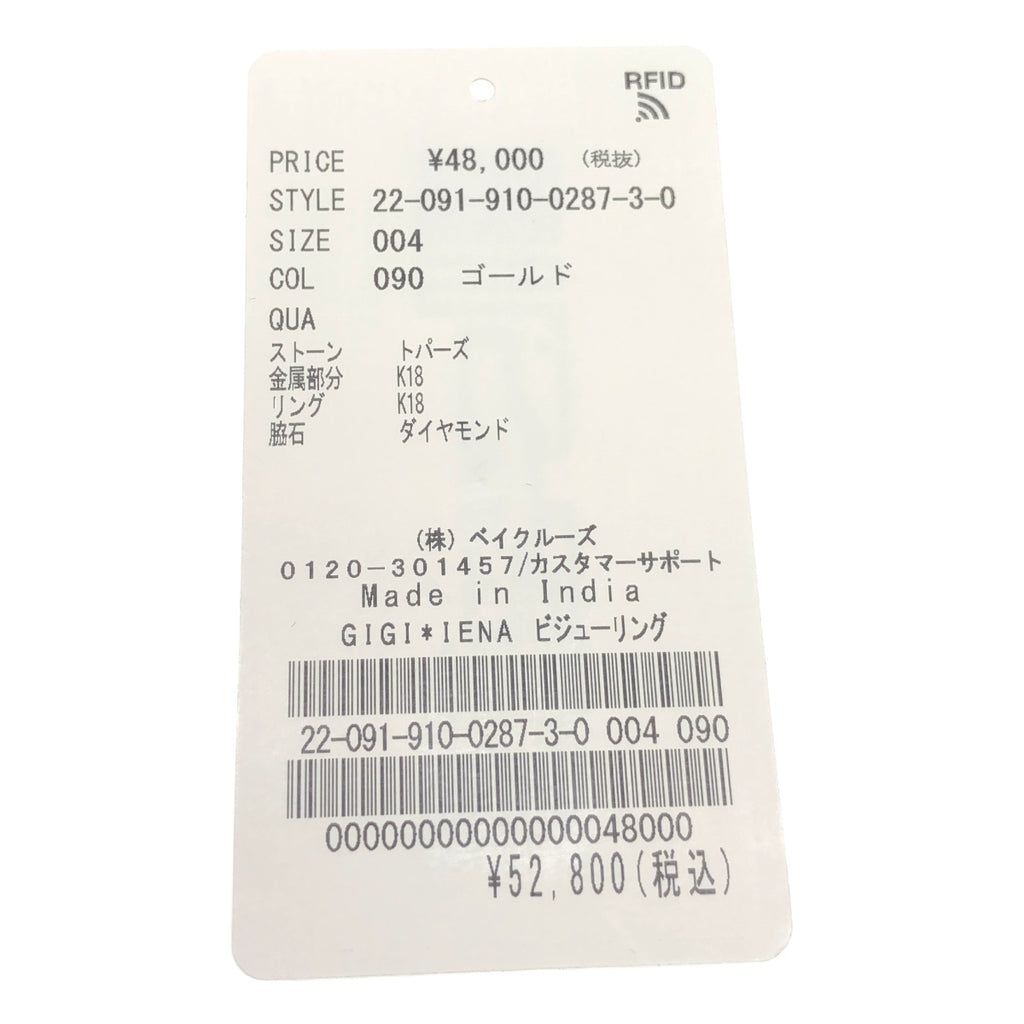 RFID
PRICE ¥48,000 (税抜)
STYLE 22-091-910-0287-3-0
SIZE 004
COL 090 ゴールド
QUA
ストーン トパーズ
金属部分 K18
リング K18
脇石 ダイヤモンド
(株) ベイクルーズ
0120-301457/カスタマーサポート
Made in India
GIGI*IENA ビジューリング
22-091-910-0287-3-0 004 090
00000000000000048000
¥52,800(税込)